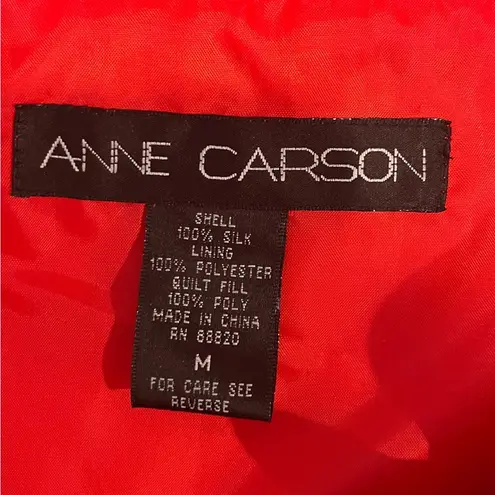 ANNE CARSON
SHELL
100% SILK
LINING
100% POLYESTER
QUILT FILL
100% POLY
MADE IN CHINA
RN 88820
M
FOR CARE SEE
REVERSE